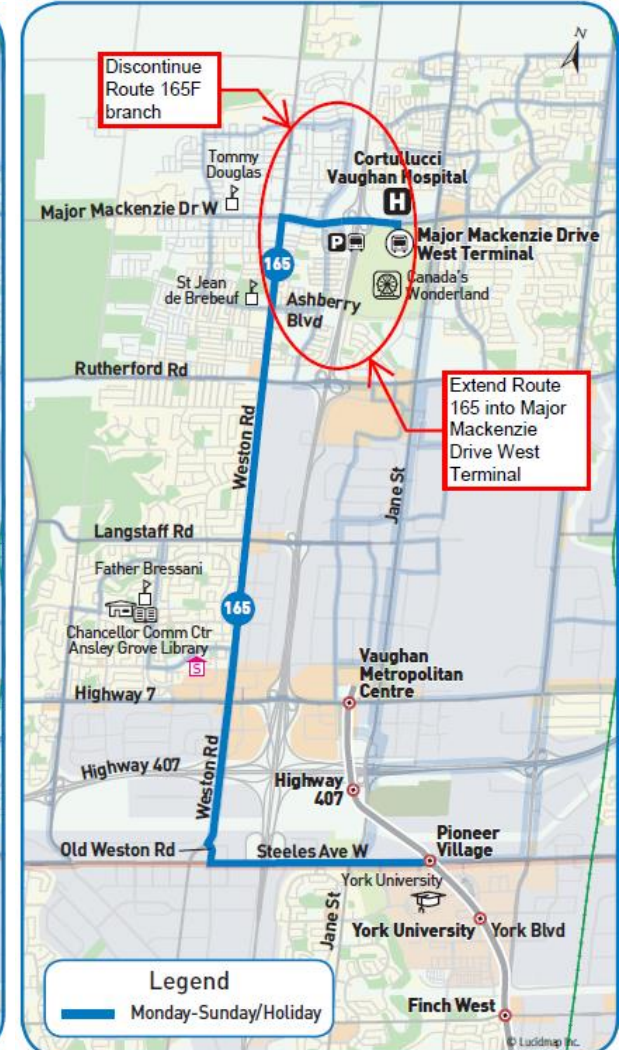 N
Discontinue
Route 165F
branch
Tommy
Douglas
Cortullucci
Vaughan Hospital
H
Major Mackenzie Dr W
P
Major Mackenzie Drive
West Terminal
165
St Jean
de Brebeuf
Canada's
Wonderland
Ashberry
Blvd
Rutherford Rd
Extend Route
165 into Major
Mackenzie
Drive West
Terminal
Weston Rd
Jane St
Langstaff Rd
Father Bressani
165
Chancellor Comm Ctr
Ansley Grove Library
S
Vaughan
Metropolitan
Centre
Highway 7
Weston Rd
Highway 407
Highway
407
Old Weston Rd
Steeles Ave W
Pioneer
Village
York University
Jane St
York University
York Blvd
Legend
Monday-Sunday/Holiday
Finch West
© Lucidmap Inc.